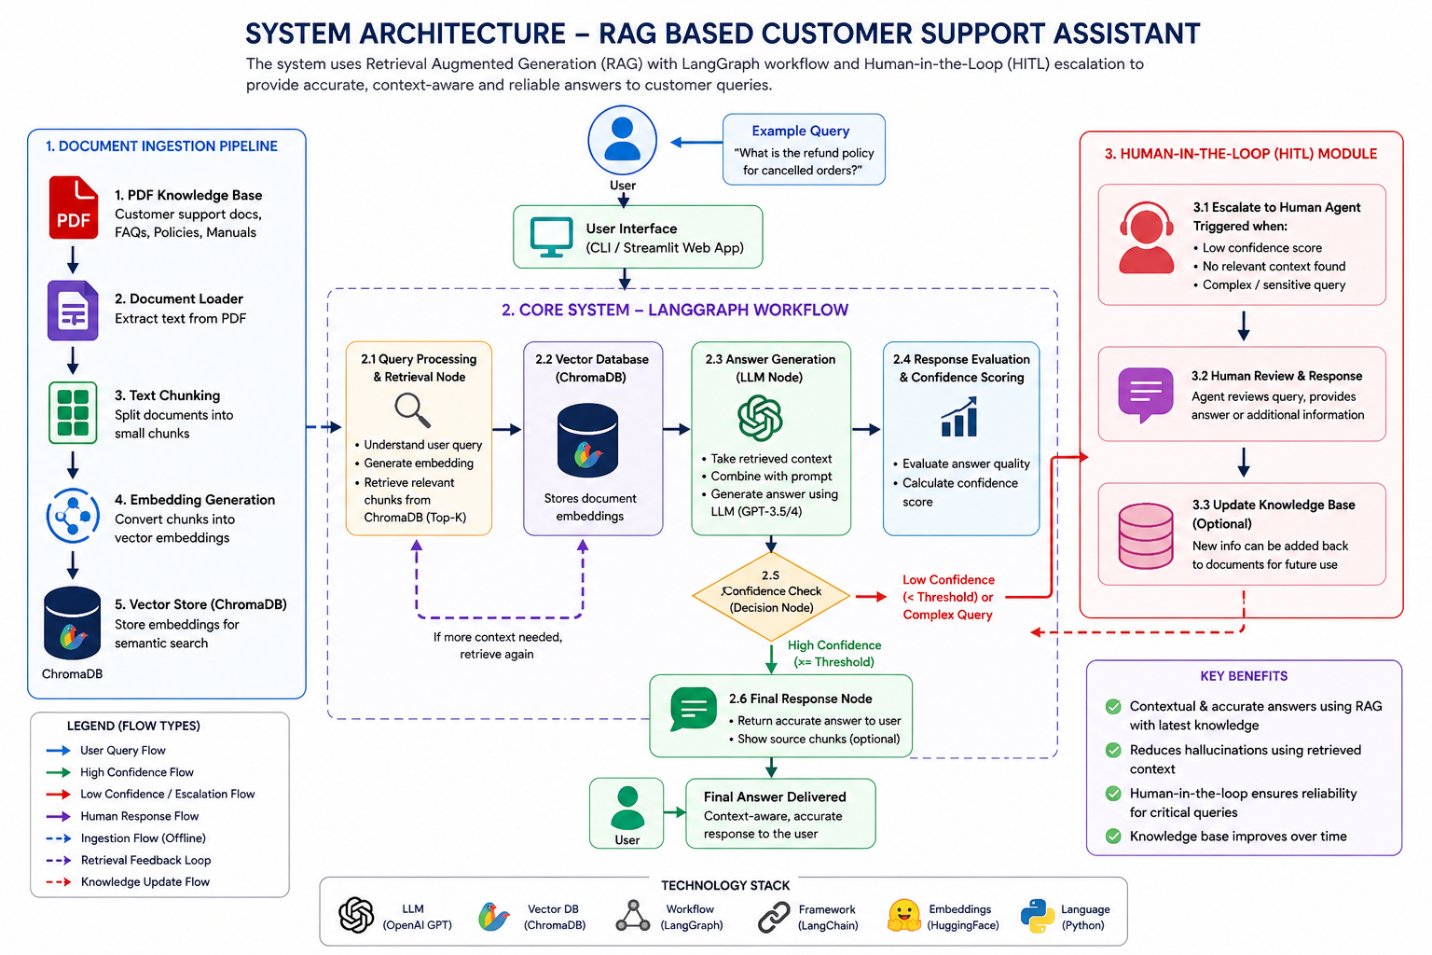 SYSTEM ARCHITECTURE – RAG BASED CUSTOMER SUPPORT ASSISTANT
The system uses Retrieval Augmented Generation (RAG) with LangGraph workflow and Human-in-the-Loop (HITL) escalation to
provide accurate, context-aware and reliable answers to customer queries.
1. DOCUMENT INGESTION PIPELINE
PDF
1. PDF Knowledge Base
Customer support docs,
FAQs, Policies, Manuals
2. Document Loader
Extract text from PDF
3. Text Chunking
Split documents into
small chunks
4. Embedding Generation
Convert chunks into
vector embeddings
5. Vector Store (ChromaDB)
Store embeddings for
semantic search
ChromaDB
User
Example Query
"What is the refund policy
for cancelled orders?"
User Interface
(CLI / Streamlit Web App)
2. CORE SYSTEM – LANGGRAPH WORKFLOW
2.1 Query Processing
& Retrieval Node
• Understand user query
• Generate embedding
• Retrieve relevant
chunks from
ChromaDB (Top-K)
2.2 Vector Database
(ChromaDB)
Stores document
embeddings
2.3 Answer Generation
(LLM Node)
• Take retrieved context
• Combine with prompt
• Generate answer using
LLM (GPT-3.5/4)
2.4 Response Evaluation
& Confidence Scoring
• Evaluate answer quality
• Calculate confidence
score
If more context needed,
retrieve again
2.S
Confidence Check
(Decision Node)
Low Confidence
(< Threshold) or
Complex Query
High Confidence
(>= Threshold)
2.6 Final Response Node
• Return accurate answer to user
• Show source chunks (optional)
User
Final Answer Delivered
Context-aware, accurate
response to the user
3. HUMAN-IN-THE-LOOP (HITL) MODULE
3.1 Escalate to Human Agent
Triggered when:
• Low confidence score
• No relevant context found
• Complex / sensitive query
3.2 Human Review & Response
Agent reviews query, provides
answer or additional information
3.3 Update Knowledge Base
(Optional)
New info can be added back
to documents for future use
KEY BENEFITS
Contextual & accurate answers using RAG
with latest knowledge
Reduces hallucinations using retrieved
context
Human-in-the-loop ensures reliability
for critical queries
Knowledge base improves over time
LEGEND (FLOW TYPES)
User Query Flow
High Confidence Flow
Low Confidence / Escalation Flow
Human Response Flow
Ingestion Flow (Offline)
Retrieval Feedback Loop
Knowledge Update Flow
TECHNOLOGY STACK
LLM
(OpenAI GPT)
Vector DB
(ChromaDB)
Workflow
(LangGraph)
Framework
(LangChain)
Embeddings
(HuggingFace)
Language
(Python)